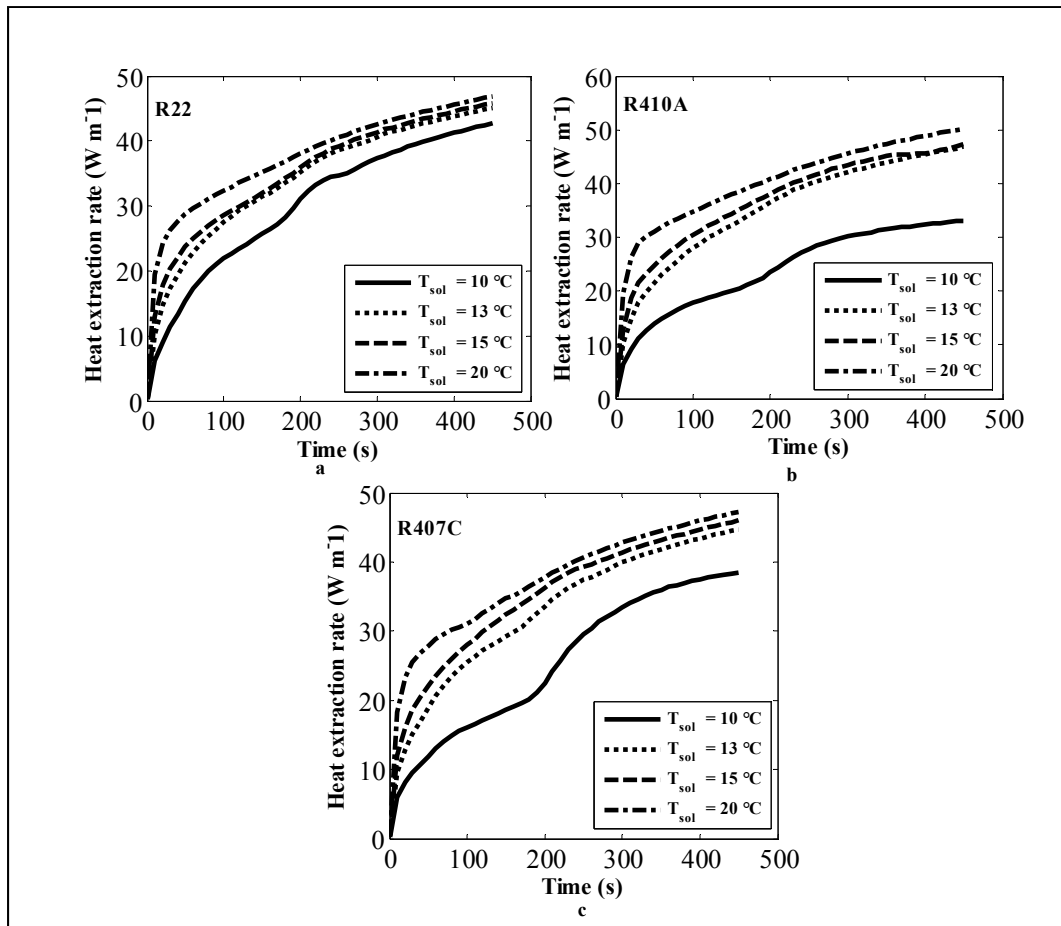 R22
Heat extraction rate (W m-1)
50
40
30
20
10
0
0 100 200 300 400 500
Time (s)
a
Tsol = 10 °C
Tsol = 13 °C
Tsol = 15 °C
Tsol = 20 °C
R410A
Heat extraction rate (W m-1)
60
50
40
30
20
10
0
0 100 200 300 400 500
Time (s)
b
Tsol = 10 °C
Tsol = 13 °C
Tsol = 15 °C
Tsol = 20 °C
R407C
Heat extraction rate (W m-1)
50
40
30
20
10
0
0 100 200 300 400 500
Time (s)
c
Tsol = 10 °C
Tsol = 13 °C
Tsol = 15 °C
Tsol = 20 °C